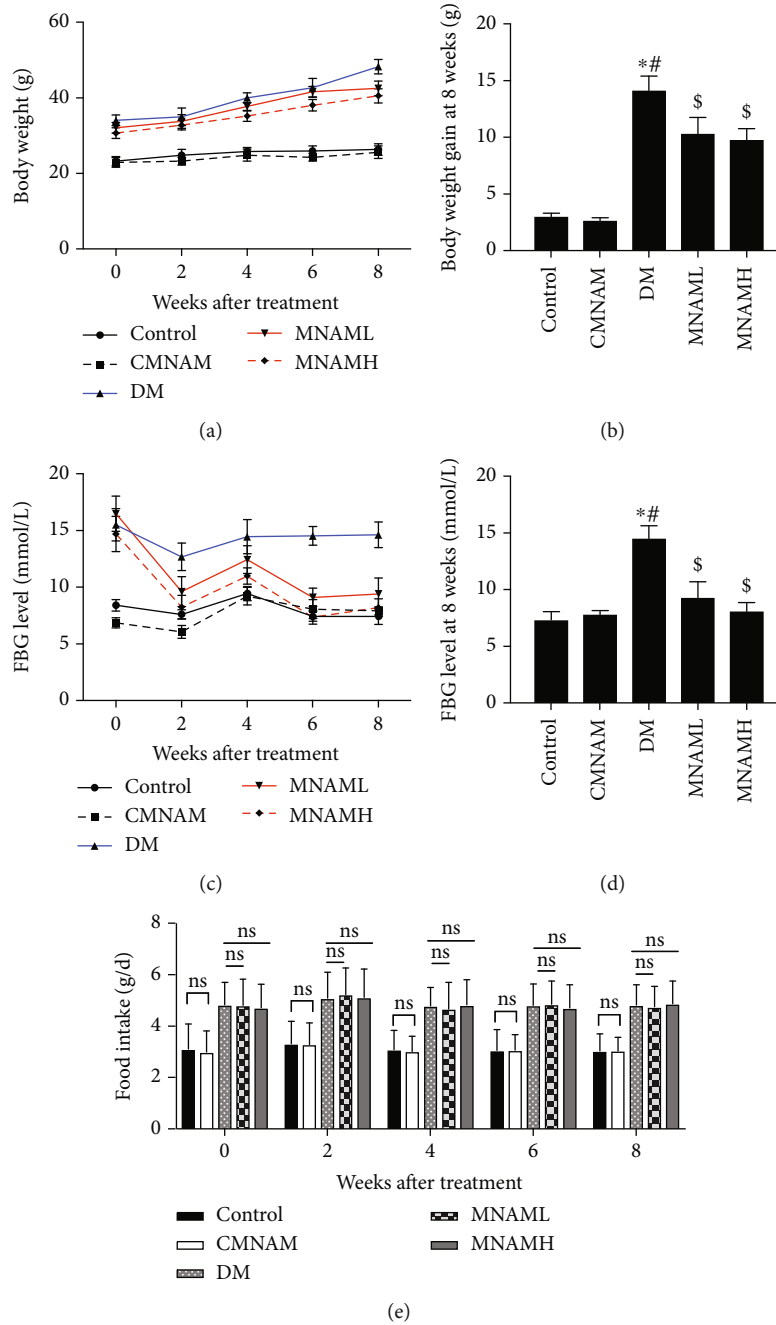 Body weight (g)
60
40
20
0
0 2 4 6 8
Weeks after treatment
Control
CMNAM
DM
MNAML
MNAMH
(a)
Body weight gain at 8 weeks (g)
20
15
10
5
0
*#
$
$
Control
CMNAM
DM
MNAML
MNAMH
(b)
FBG level (mmol/L)
20
15
10
5
0
0 2 4 6 8
Weeks after treatment
Control
CMNAM
DM
MNAML
MNAMH
(c)
FBG level at 8 weeks (mmol/L)
20
15
10
5
0
*#
$
$
Control
CMNAM
DM
MNAML
MNAMH
(d)
Food intake (g/d)
8
6
4
2
0
ns ns ns ns ns
ns ns ns ns ns
ns ns ns ns ns
0 2 4 6 8
Weeks after treatment
Control
CMNAM
DM
MNAML
MNAMH
(e)